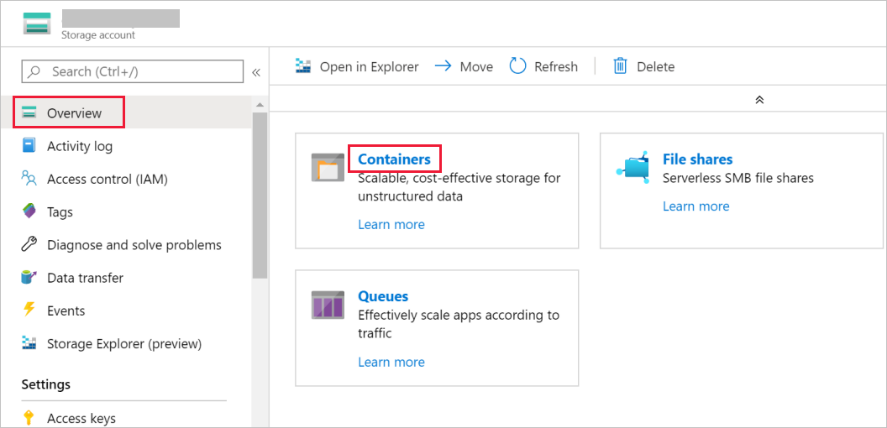 Storage account
Search (Ctrl+/)
«
Open in Explorer
Move
Refresh
Delete
Overview
Activity log
Access control (IAM)
Tags
Diagnose and solve problems
Data transfer
Events
Storage Explorer (preview)
Settings
Access keys
Containers
Scalable, cost-effective storage for
unstructured data
Learn more
File shares
Serverless SMB file shares
Learn more
Queues
Effectively scale apps according to
traffic
Learn more